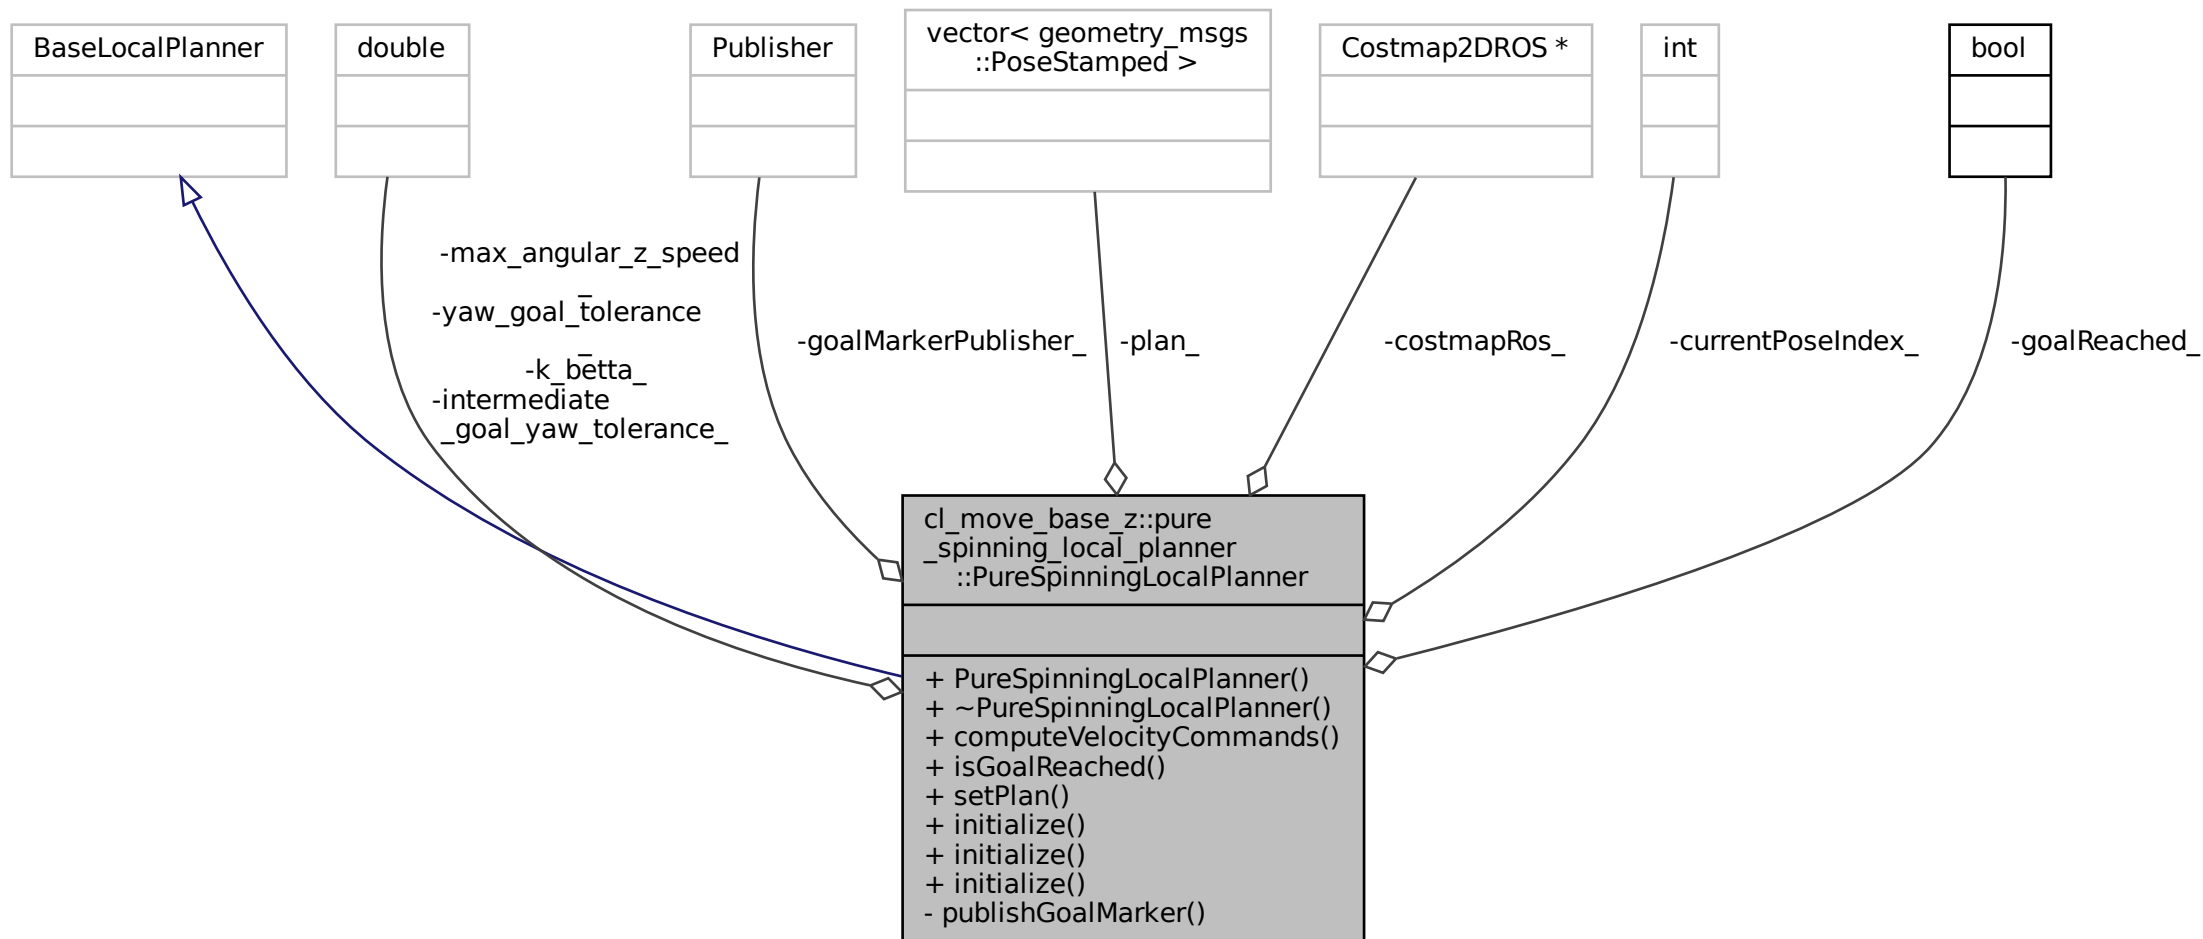 BaseLocalPlanner
double
Publisher
vector< geometry_msgs
::PoseStamped >
Costmap2DROS *
int
bool
-max_angular_z_speed
_
-yaw_goal_tolerance
_
-k_betta_
-intermediate
_goal_yaw_tolerance_
-goalMarkerPublisher_
-plan_
-costmapRos_
-currentPoseIndex_
-goalReached_
cl_move_base_z::pure
_spinning_local_planner
::PureSpinningLocalPlanner
+ PureSpinningLocalPlanner()
+ ~PureSpinningLocalPlanner()
+ computeVelocityCommands()
+ isGoalReached()
+ setPlan()
+ initialize()
+ initialize()
+ initialize()
- publishGoalMarker()